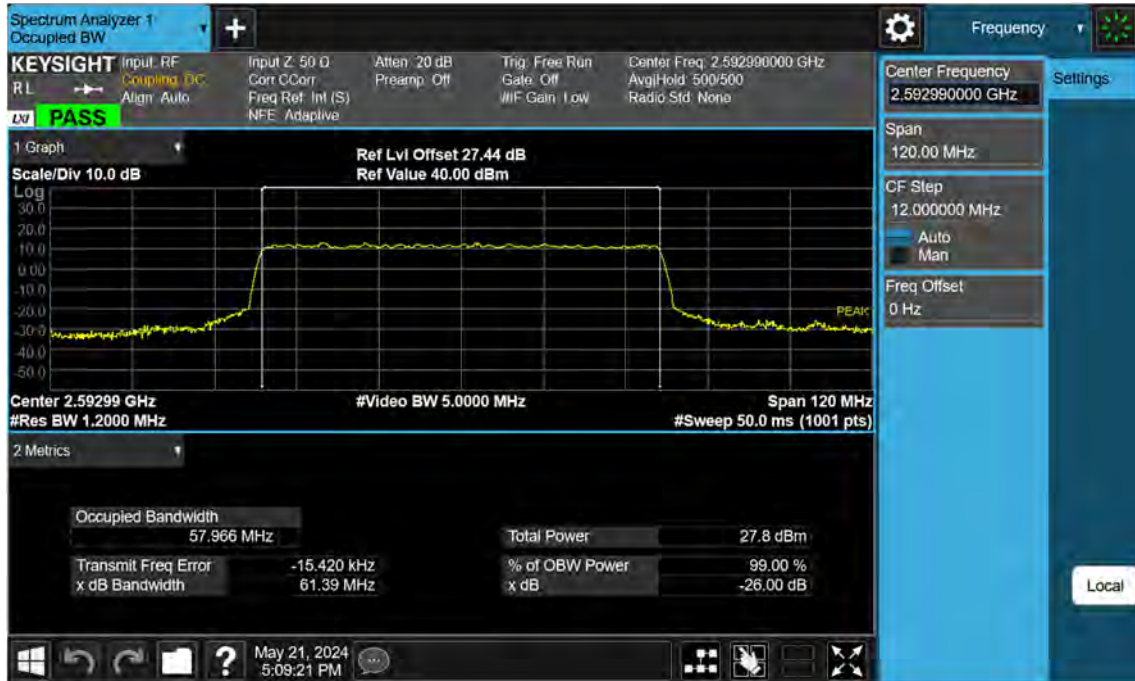 Spectrum Analyzer 1
Occupied BW
+
Frequency
KEYSIGHT
RL
LXI
PASS
Input: RF
Coupling: DC
Align: Auto
Input Z: 50 Ω
Corr CCorr
Freq Ref: Int (S)
NFE: Adaptive
Atten: 20 dB
Preamp: Off
Trig: Free Run
Gate: Off
#IF Gain: Low
Center Freq: 2.592990000 GHz
Avg|Hold: 500/500
Radio Std: None
Center Frequency
2.592990000 GHz
Settings
Span
120.00 MHz
CF Step
12.000000 MHz
Auto
Man
Freq Offset
0 Hz
Local
1 Graph
Scale/Div 10.0 dB
Ref Lvl Offset 27.44 dB
Ref Value 40.00 dBm
Log
30.0
20.0
10.0
0.00
-10.0
-20.0
-30.0
-40.0
-50.0
PEAK
Center 2.59299 GHz
#Video BW 5.0000 MHz
Span 120 MHz
#Res BW 1.2000 MHz
#Sweep 50.0 ms (1001 pts)
2 Metrics
Occupied Bandwidth
57.966 MHz
Total Power 27.8 dBm
Transmit Freq Error -15.420 kHz
% of OBW Power 99.00 %
x dB Bandwidth 61.39 MHz
x dB -26.00 dB
?
May 21, 2024
5:09:21 PM